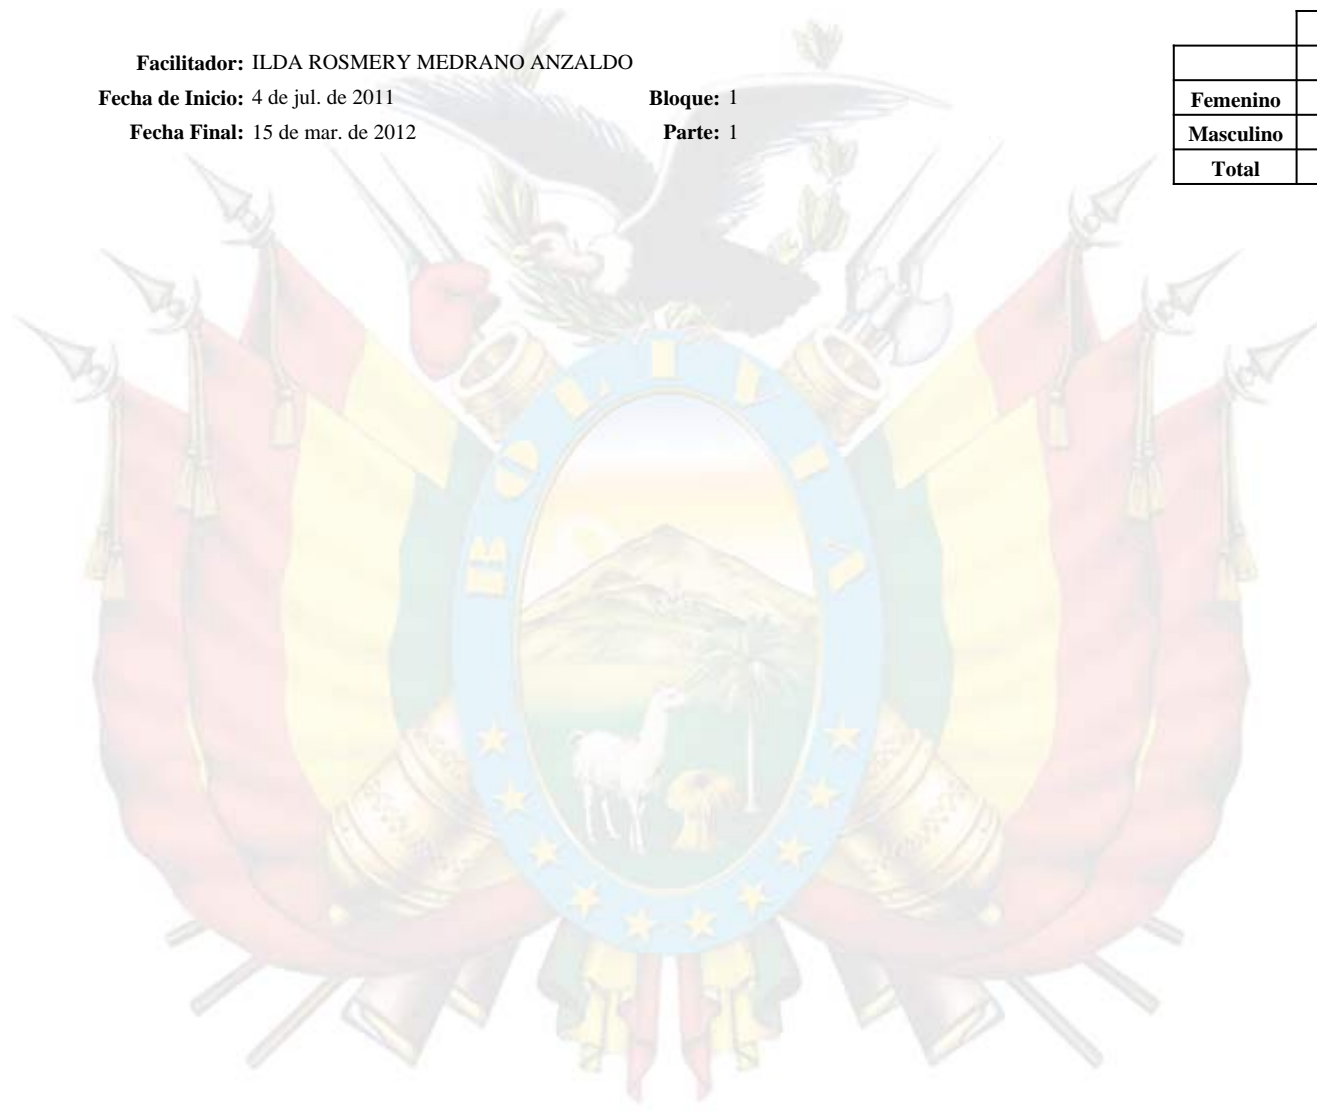 Facilitador: ILDA ROSMERY MEDRANO ANZALDO
Fecha de Inicio: 4 de jul. de 2011 Bloque: 1
Fecha Final: 15 de mar. de 2012 Parte: 1
Femenino
Masculino
Total
BOLIVIA